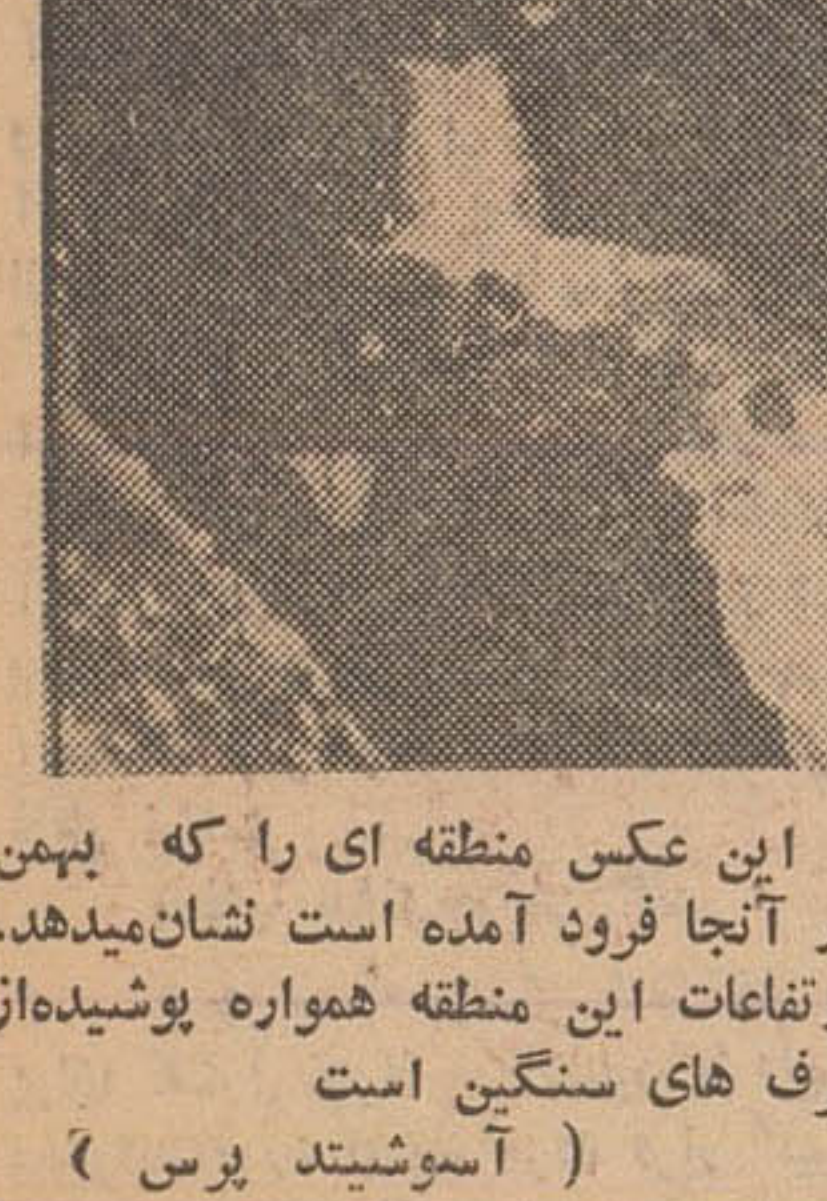 این عکس منطقه ای را که بهمن
آنجا فرود آمده است نشان‌میدهد.
این منطقه همواره پوشیده‌از
های سنگین است
( آسوشیتد پرس )